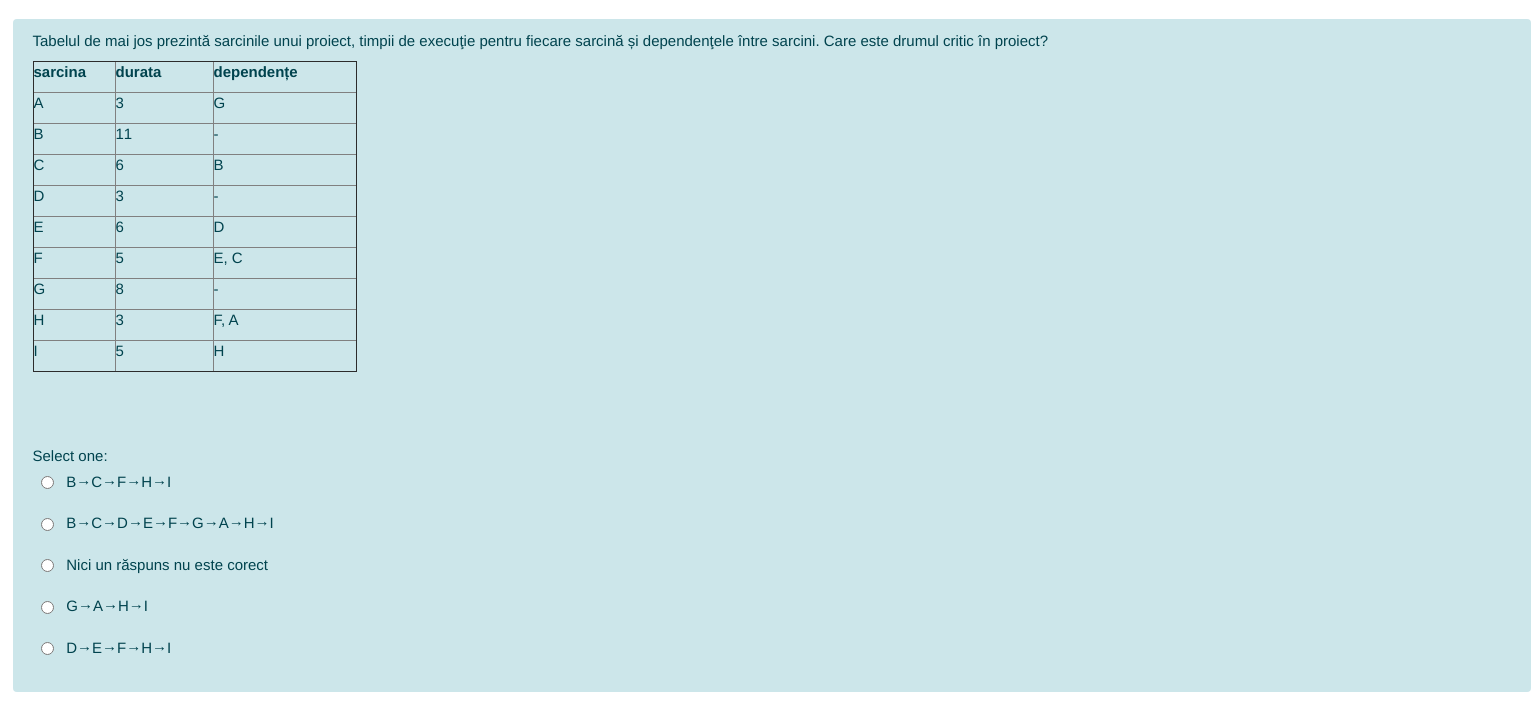 Tabelul de mai jos prezintă sarcinile unui proiect, timpii de execuţie pentru fiecare sarcină și dependenţele între sarcini. Care este drumul critic în proiect?
sarcina durata dependențe
A 3 G
B 11 -
C 6 B
D 3 -
E 6 D
F 5 E, C
G 8 -
H 3 F, A
I 5 H
Select one:
B→C→F→H→I
B→C→D→E→F→G→A→H→I
Nici un răspuns nu este corect
G→A→H→I
D→E→F→H→I